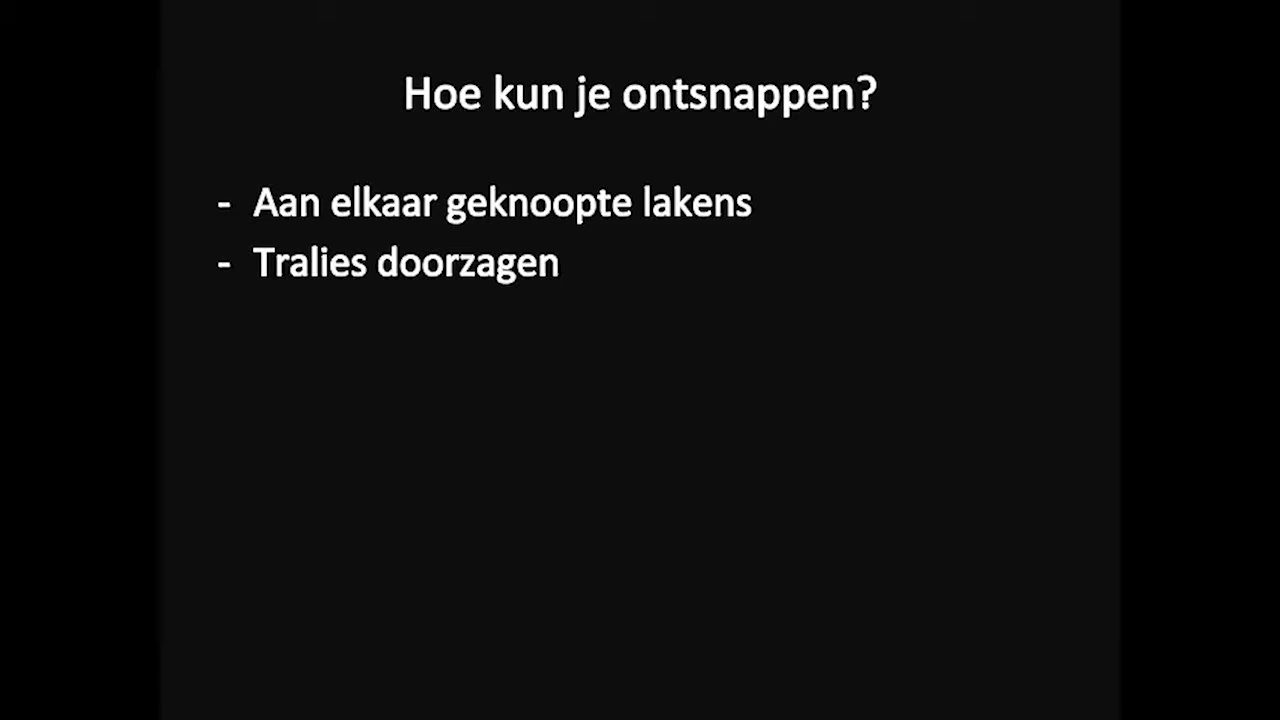 Hoe kun je ontsnappen?
- Aan elkaar geknoopte lakens
- Tralies doorzagen